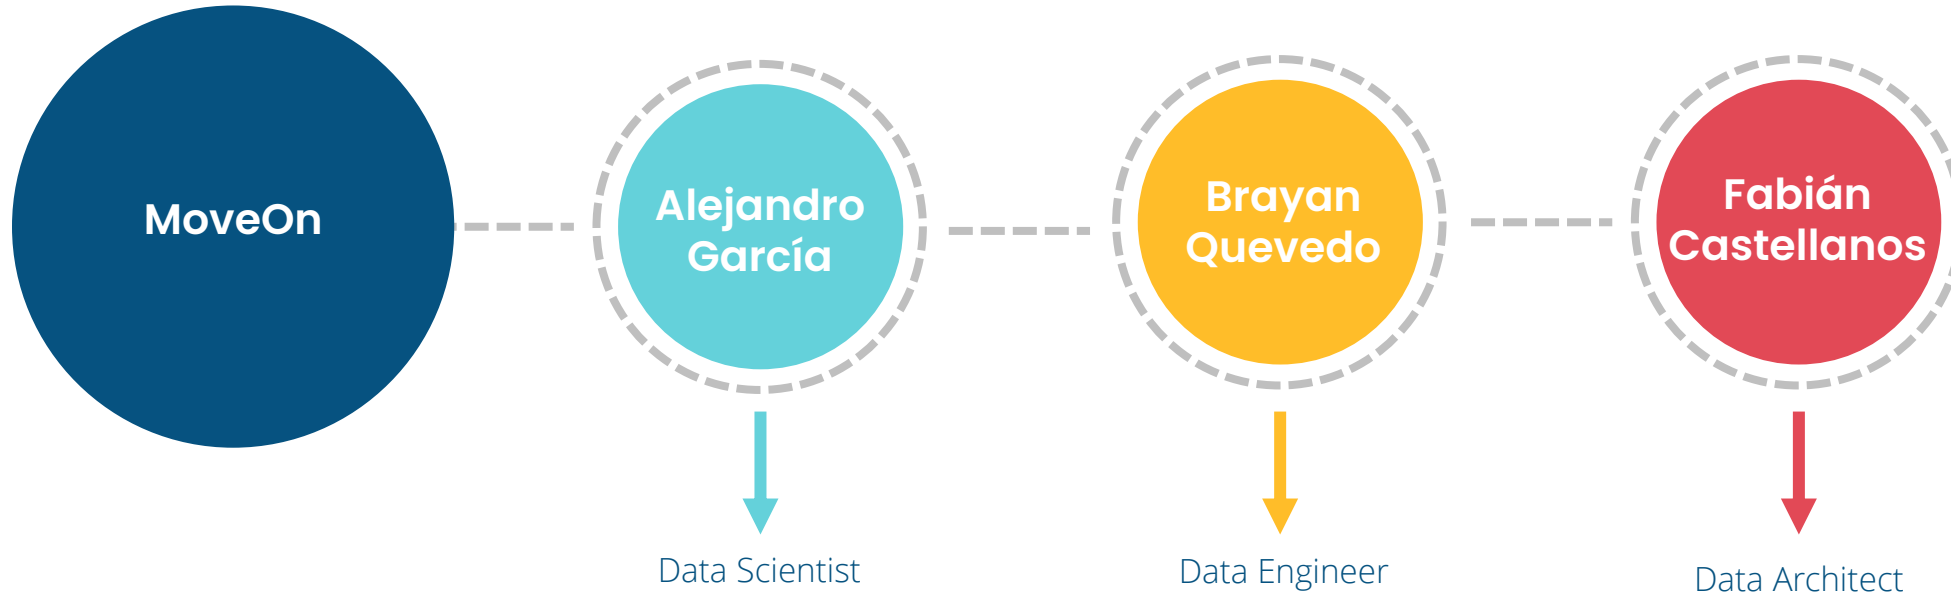 MoveOn
Alejandro
García
Brayan
Quevedo
Fabián
Castellanos
Data Scientist
Data Engineer
Data Architect